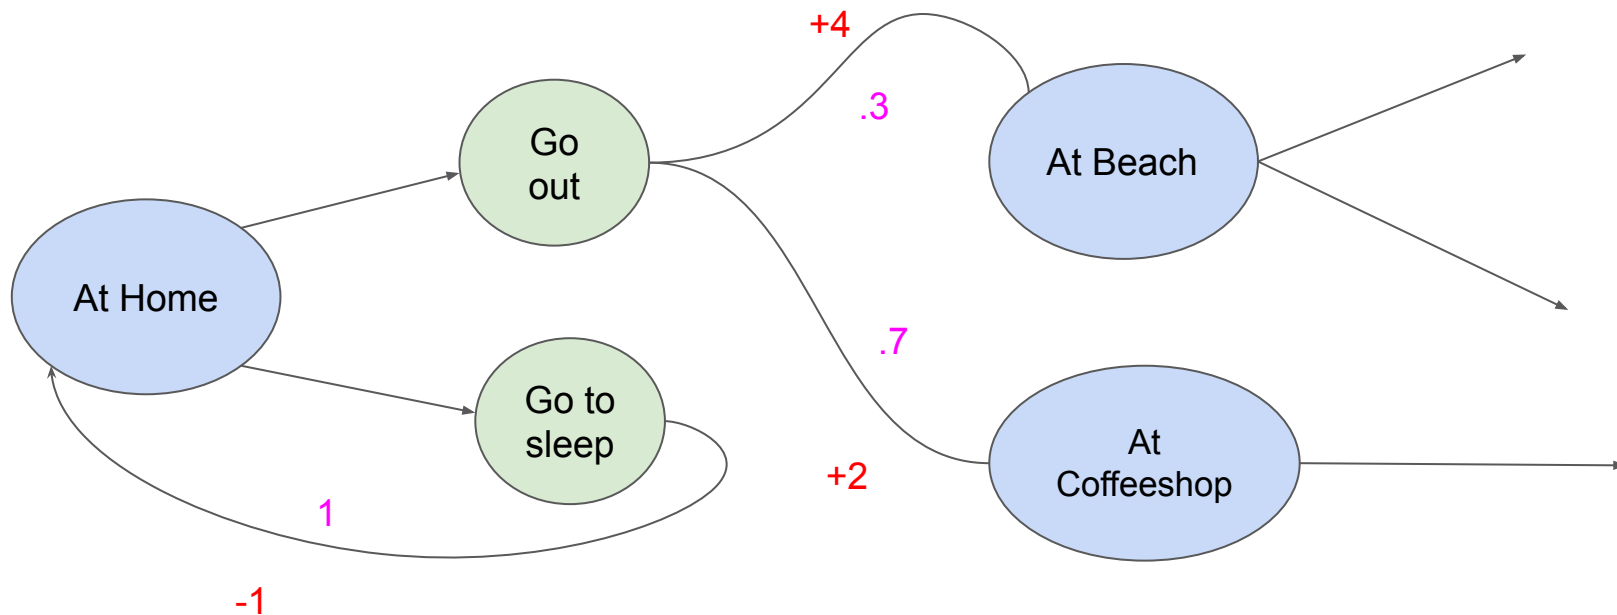 +4
.3
Go
out
At Beach
At Home
.7
Go to
sleep
At
Coffeeshop
+2
1
-1